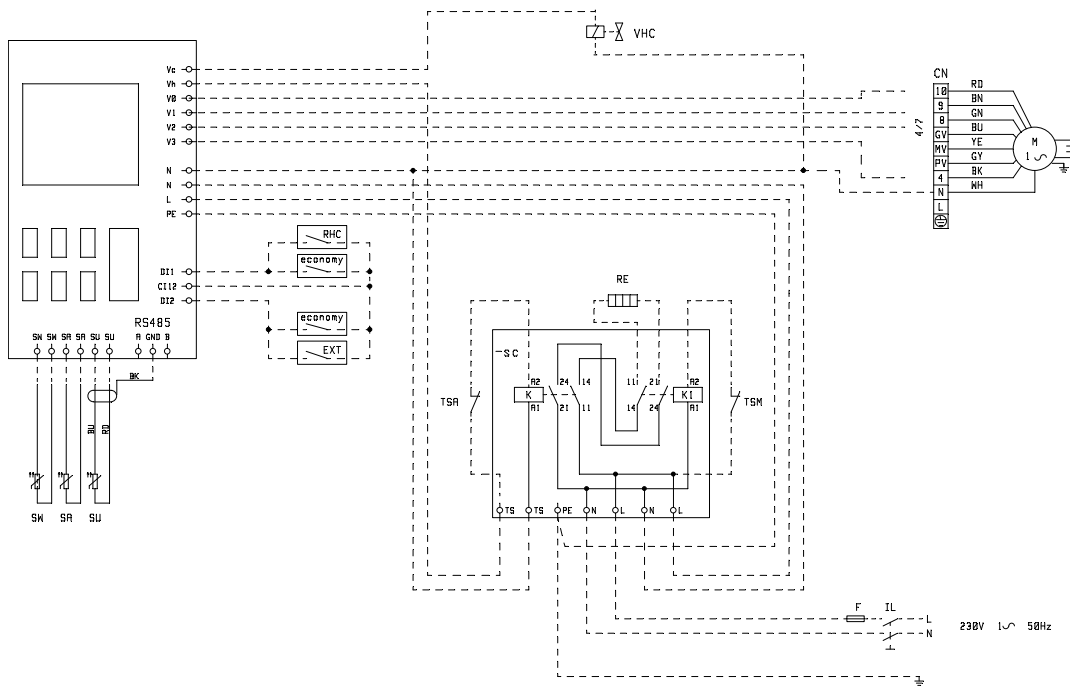 VHC
Vc
Vh
V0
V1
V2
V3
N
N
L
PE
DI1
CI12
DI2
RS485
SW SW SA SA SU SU A GND B
BK
BU
RD
SW SA SU
RHC
economy
economy
EXT
CN
10 RD
9 BN
8 GN
GV BU
MV YE
PV GY
4 BK
N WH
L
4/7
M
1
RE
-SC
TSA
K
A2
A1
24 14
21 11
11 21
14 24
K1
A2
A1
TSM
TS TS PE N L N L
F IL
L
N
230V 1 50Hz